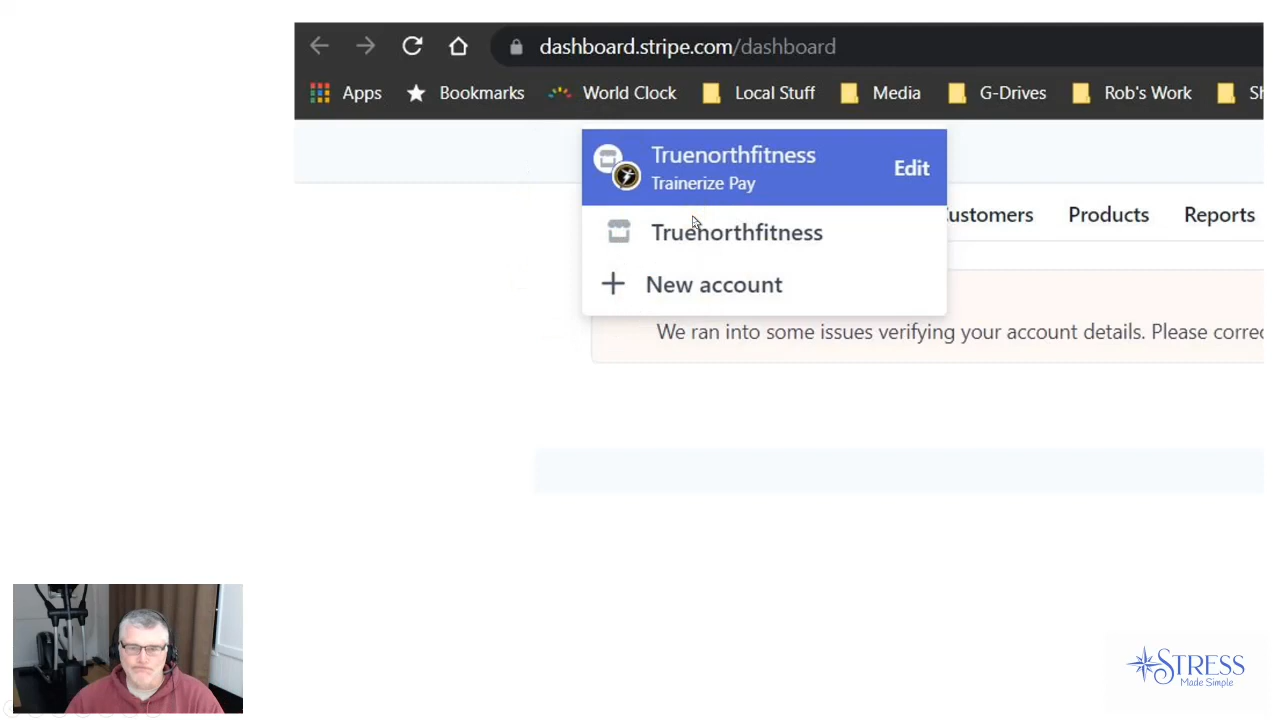 dashboard.stripe.com/dashboard
Apps Bookmarks World Clock Local Stuff Media G-Drives Rob's Work
Truenorthfitness
Trainerize Pay
Edit
Truenorthfitness
ustomers Products Reports
New account
We ran into some issues verifying your account details. Please correc
STRESS
Made Simple